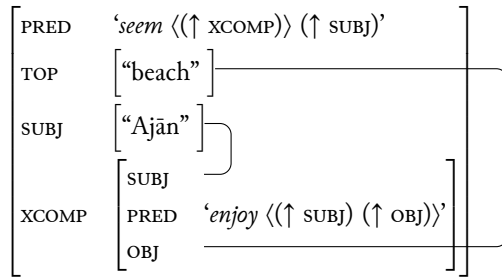 PRED ‘seem ⟨(↑ XCOMP)⟩ (↑ SUBJ)’
TOP [“beach”]
SUBJ [“Ajān”]
SUBJ
XCOMP PRED ‘enjoy ⟨(↑ SUBJ) (↑ OBJ)⟩’
OBJ